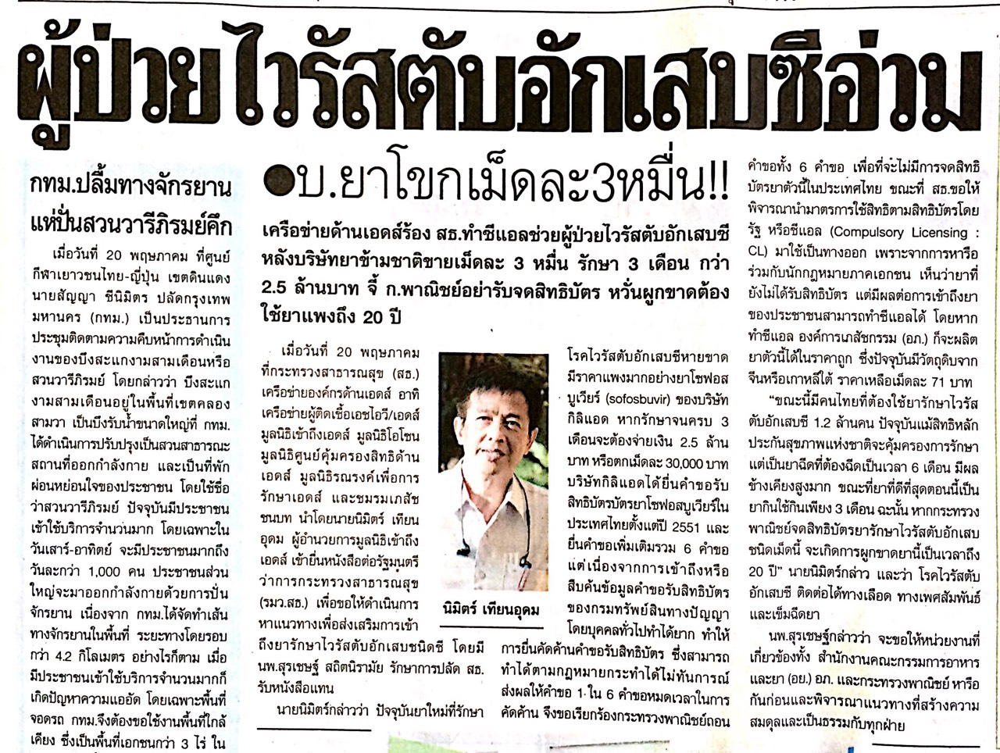 ผู้ป่วยไวรัสตับอักเสบซีอ่วม
กทม.ปลื้มทางจักรยาน
แห่ปั่นสวนวารีภิรมย์คึก
เมื่อวันที่ 20 พฤษภาคม ที่ศูนย์
กีฬาเยาวชนไทย-ญี่ปุ่น เขตดินแดง
นายสัญญา ชีนิมิตร ปลัดกรุงเทพ
มหานคร (กทม.) เป็นประธานการ
ประชุมติดตามความคืบหน้าการดำเนิน
งานของบึงสะแกงามสามเดือนหรือ
สวนวารีภิรมย์ โดยกล่าวว่า บึงสะแก
งามสามเดือนอยู่ในพื้นที่เขตคลอง
สามวา เป็นบึงรับน้ำขนาดใหญ่ที่ กทม.
ได้ดำเนินการปรับปรุงเป็นสวนสาธารณะ
สถานที่ออกกำลังกาย และเป็นที่พัก
ผ่อนหย่อนใจของประชาชน โดยใช้ชื่อ
ว่าสวนวารีภิรมย์ ปัจจุบันมีประชาชน
เข้าใช้บริการจำนวนมาก โดยเฉพาะใน
วันเสาร์-อาทิตย์ จะมีประชาชนมากถึง
วันละกว่า 1,000 คน ประชาชนส่วน
ใหญ่จะมาออกกำลังกายด้วยการปั่น
จักรยาน เนื่องจาก กทม.ได้จัดทำเส้น
ทางจักรยานในพื้นที่ ระยะทางโดยรอบ
กว่า 4.2 กิโลเมตร อย่างไรก็ตาม เมื่อ
มีประชาชนเข้าใช้บริการจำนวนมากก็
เกิดปัญหาความแออัด โดยเฉพาะพื้นที่
จอดรถ กทม.จึงต้องขอใช้งานพื้นที่ใกล้
เคียง ซึ่งเป็นพื้นที่เอกชนกว่า 3 ไร่ ใน
●บ.ยาโขกเม็ดละ3หมื่น!!
เครือข่ายด้านเอดส์ร้อง สธ.ทำซีแอลช่วยผู้ป่วยไวรัสตับอักเสบซี
หลังบริษัทยาข้ามชาติขายเม็ดละ 3 หมื่น รักษา 3 เดือน กว่า
2.5 ล้านบาท จี้ ก.พาณิชย์อย่ารับจดสิทธิบัตร หวั่นผูกขาดต้อง
ใช้ยาแพงถึง 20 ปี
เมื่อวันที่ 20 พฤษภาคม
ที่กระทรวงสาธารณสุข (สธ.)
เครือข่ายองค์กรด้านเอดส์ อาทิ
เครือข่ายผู้ติดเชื้อเอชไอวี/เอดส์
มูลนิธิเข้าถึงเอดส์ มูลนิธิโอโซน
มูลนิธิศูนย์คุ้มครองสิทธิด้าน
เอดส์ มูลนิธิรณรงค์เพื่อการ
รักษาเอดส์ และชมรมเภสัช
ชนบท นำโดยนายนิมิตร์ เทียน
อุดม ผู้อำนวยการมูลนิธิเข้าถึง
เอดส์ เข้ายื่นหนังสือต่อรัฐมนตรี
ว่าการกระทรวงสาธารณสุข
(รมว.สธ.) เพื่อขอให้ดำเนินการ
หาแนวทางเพื่อส่งเสริมการเข้า
ถึงยารักษาไวรัสตับอักเสบชนิดซี โดยมี
นพ.สุรเชษฐ์ สถิตนิรามัย รักษาการปลัด สธ.
รับหนังสือแทน
นายนิมิตร์กล่าวว่า ปัจจุบันยาใหม่ที่รักษา
นิมิตร์ เทียนอุดม
โรคไวรัสตับอักเสบซีหายขาด
มีราคาแพงมากอย่างยาโซฟอส
บูเวียร์ (sofosbuvir) ของบริษัท
กิลิแอด หากรักษาจนครบ 3
เดือนจะต้องจ่ายเงิน 2.5 ล้าน
บาท หรือตกเม็ดละ 30,000 บาท
บริษัทกิลิแอดได้ยื่นคำขอรับ
สิทธิบัตรบัตรยาโซฟอสบูเวียร์ใน
ประเทศไทยตั้งแต่ปี 2551 และ
ยื่นคำขอเพิ่มเติมรวม 6 คำขอ
แต่เนื่องจากการเข้าถึงหรือ
สืบค้นข้อมูลคำขอรับสิทธิบัตร
ของกรมทรัพย์สินทางปัญญา
โดยบุคคลทั่วไปทำได้ยาก ทำให้
การยื่นคัดค้านคำขอรับสิทธิบัตร ซึ่งสามารถ
ทำได้ตามกฎหมายกระทำได้ไม่ทันการณ์
ส่งผลให้คำขอ 1 ใน 6 คำขอหมดเวลาในการ
คัดค้าน จึงขอเรียกร้องกระทรวงพาณิชย์ถอน
คำขอทั้ง 6 คำขอ เพื่อที่จะไม่มีการจดสิทธิ
บัตรยาตัวนี้ในประเทศไทย ขณะที่ สธ.ขอให้
พิจารณานำมาตรการใช้สิทธิตามสิทธิบัตรโดย
รัฐ หรือซีแอล (Compulsory Licensing :
CL) มาใช้เป็นทางออก เพราะจากการหารือ
ร่วมกับนักกฎหมายภาคเอกชน เห็นว่ายาที่
ยังไม่ได้รับสิทธิบัตร แต่มีผลต่อการเข้าถึงยา
ของประชาชนสามารถทำซีแอลได้ โดยหาก
ทำซีแอล องค์การเภสัชกรรม (อภ.) ก็จะผลิต
ยาตัวนี้ได้ในราคาถูก ซึ่งปัจจุบันมีวัตถุดิบจาก
จีนหรือเกาหลีใต้ ราคาเหลือเม็ดละ 71 บาท
“ขณะนี้มีคนไทยที่ต้องใช้ยารักษาไวรัส
ตับอักเสบซี 1.2 ล้านคน ปัจจุบันแม้สิทธิหลัก
ประกันสุขภาพแห่งชาติจะคุ้มครองการรักษา
แต่เป็นยาฉีดที่ต้องฉีดเป็นเวลา 6 เดือน มีผล
ข้างเคียงสูงมาก ขณะที่ยาที่ดีที่สุดตอนนี้เป็น
ยากินใช้กินเพียง 3 เดือน ฉะนั้น หากกระทรวง
พาณิชย์จดสิทธิบัตรยารักษาไวรัสตับอักเสบ
ชนิดเม็ดนี้ จะเกิดการผูกขาดยานี้เป็นเวลาถึง
20 ปี” นายนิมิตร์กล่าว และว่า โรคไวรัสตับ
อักเสบซี ติดต่อได้ทางเลือด ทางเพศสัมพันธ์
และเข็มฉีดยา
นพ.สุรเชษฐ์กล่าวว่า จะขอให้หน่วยงานที่
เกี่ยวข้องทั้ง สำนักงานคณะกรรมการอาหาร
และยา (อย.) อภ. และกระทรวงพาณิชย์ หารือ
กันก่อนและพิจารณาแนวทางที่สร้างความ
สมดุลและเป็นธรรมกับทุกฝ่าย